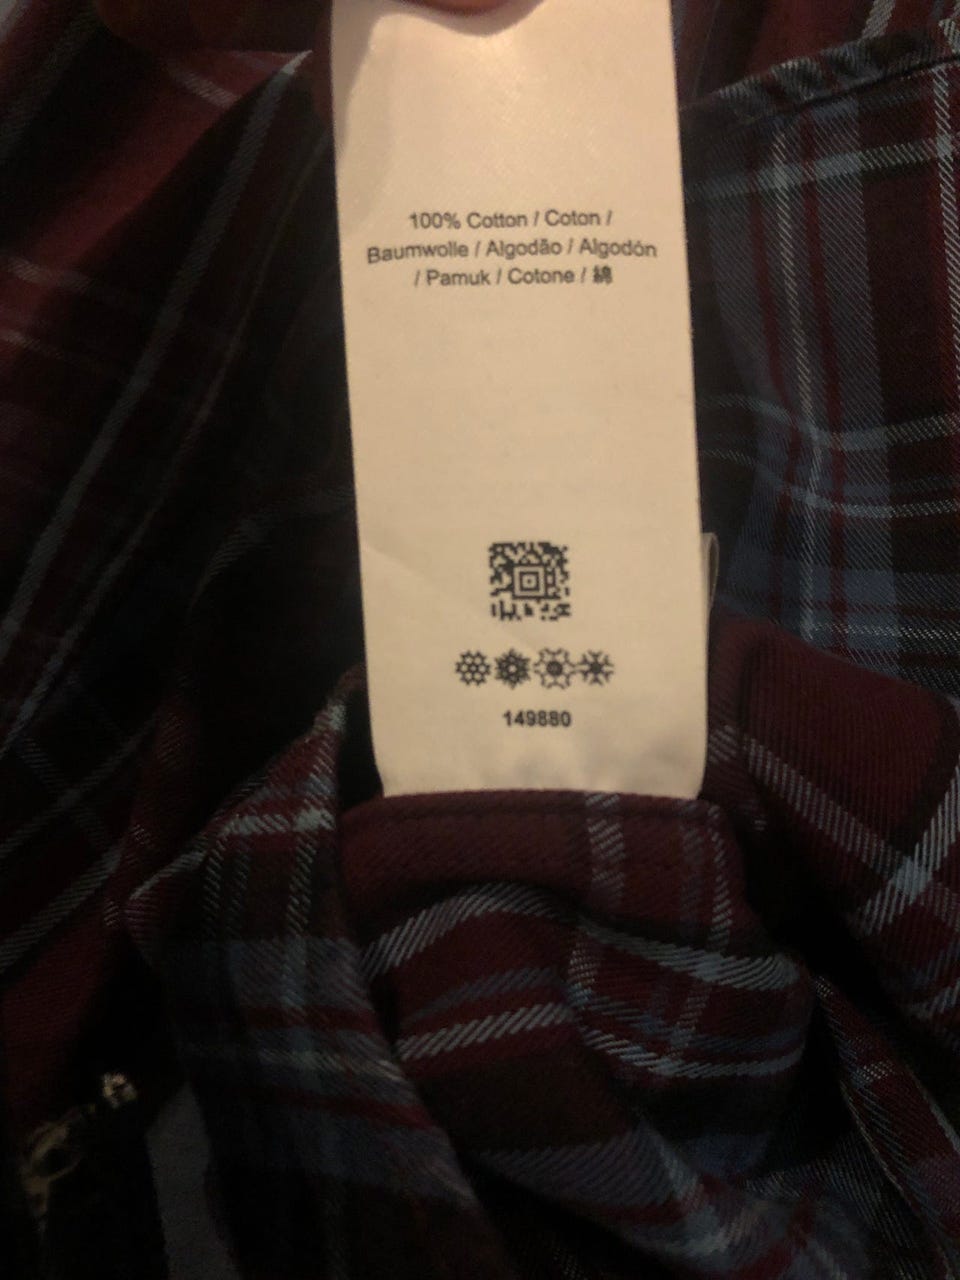 100% Cotton / Coton /
Baumwolle / Algodão / Algodón
/ Pamuk / Cotone / 綿
149880